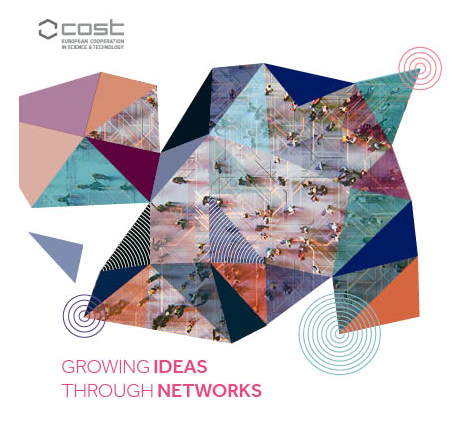 cost
EUROPEAN COOPERATION
IN SCIENCE & TECHNOLOGY
GROWING IDEAS
THROUGH NETWORKS